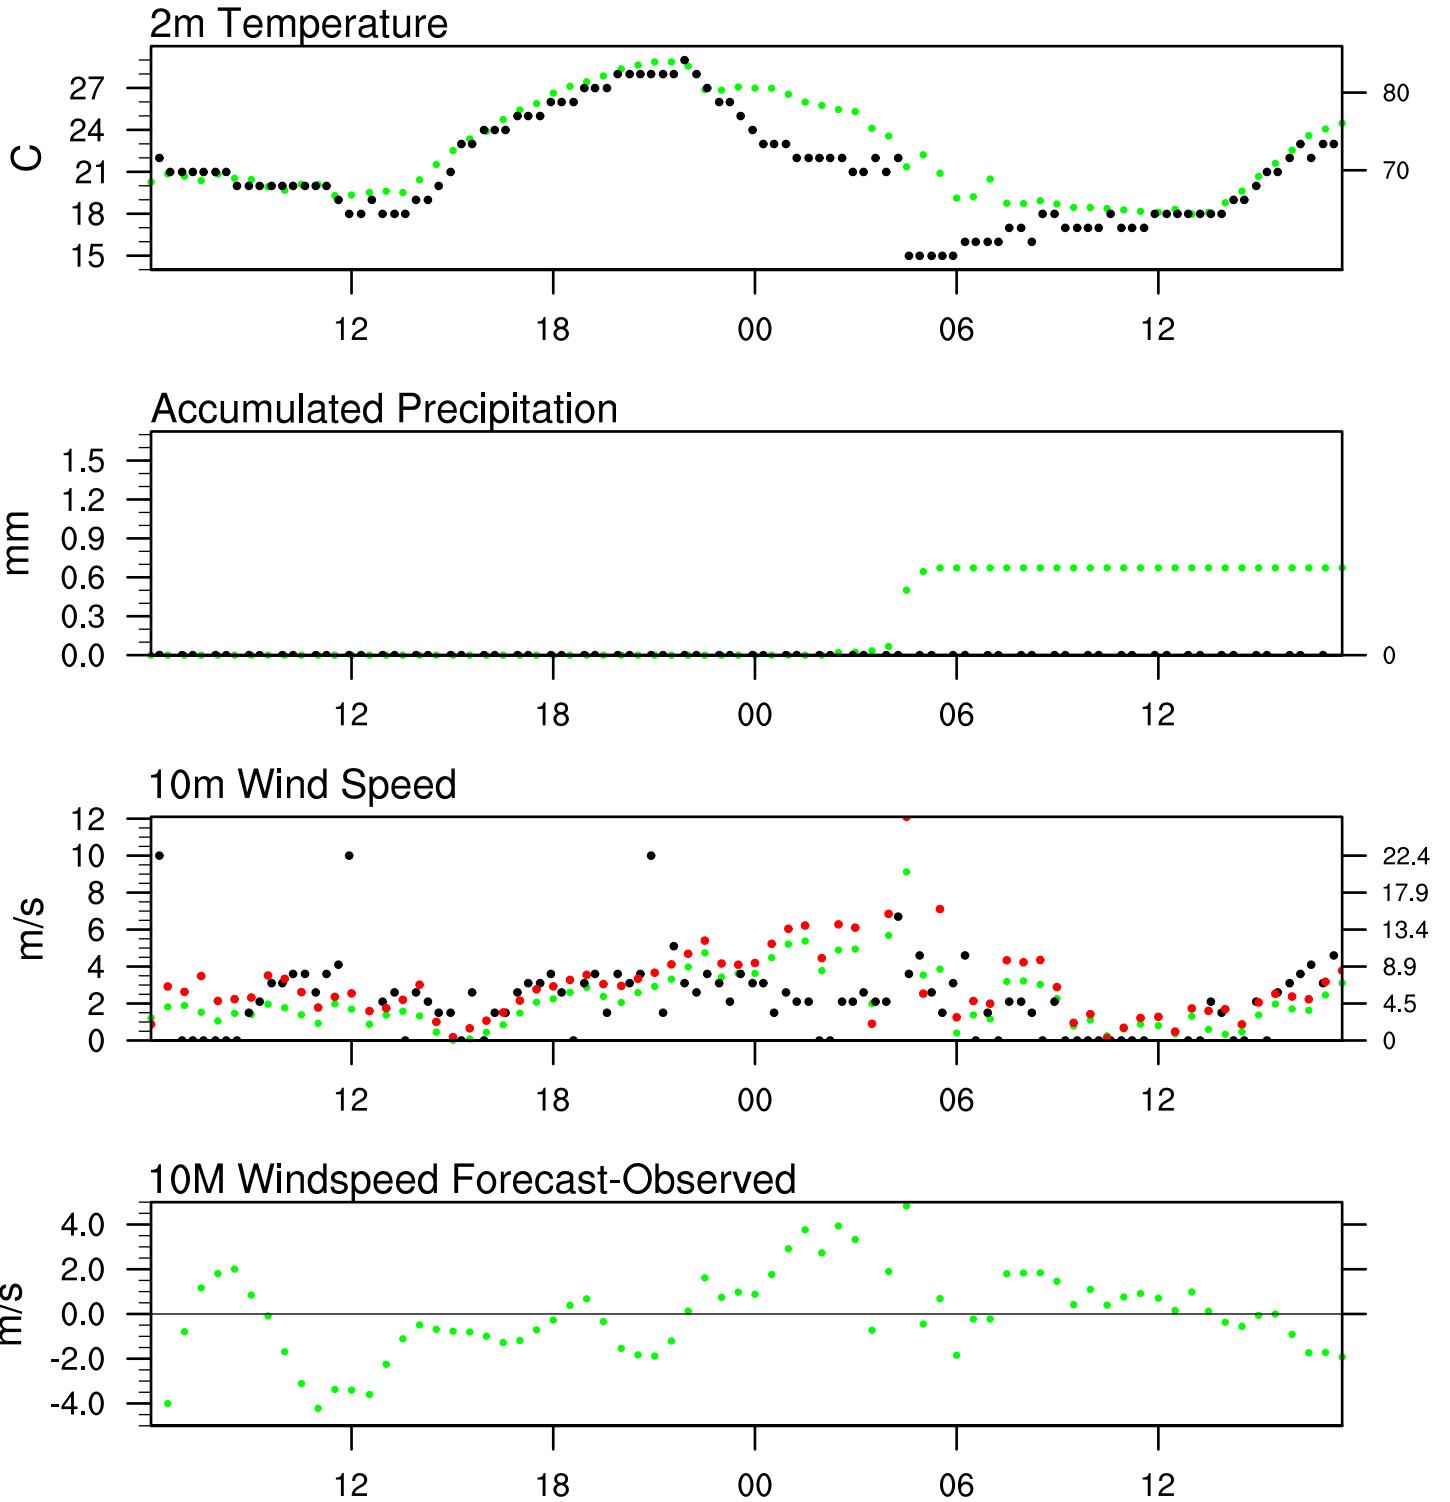 2m Temperature
27
24
21
18
15
C
80
70
12 18 00 06 12
Accumulated Precipitation
1.5
1.2
0.9
0.6
0.3
0.0
mm
0
12 18 00 06 12
10m Wind Speed
12
10
8
6
4
2
0
m/s
22.4
17.9
13.4
8.9
4.5
0
12 18 00 06 12
10M Windspeed Forecast-Observed
4.0
2.0
0.0
-2.0
-4.0
m/s
12 18 00 06 12